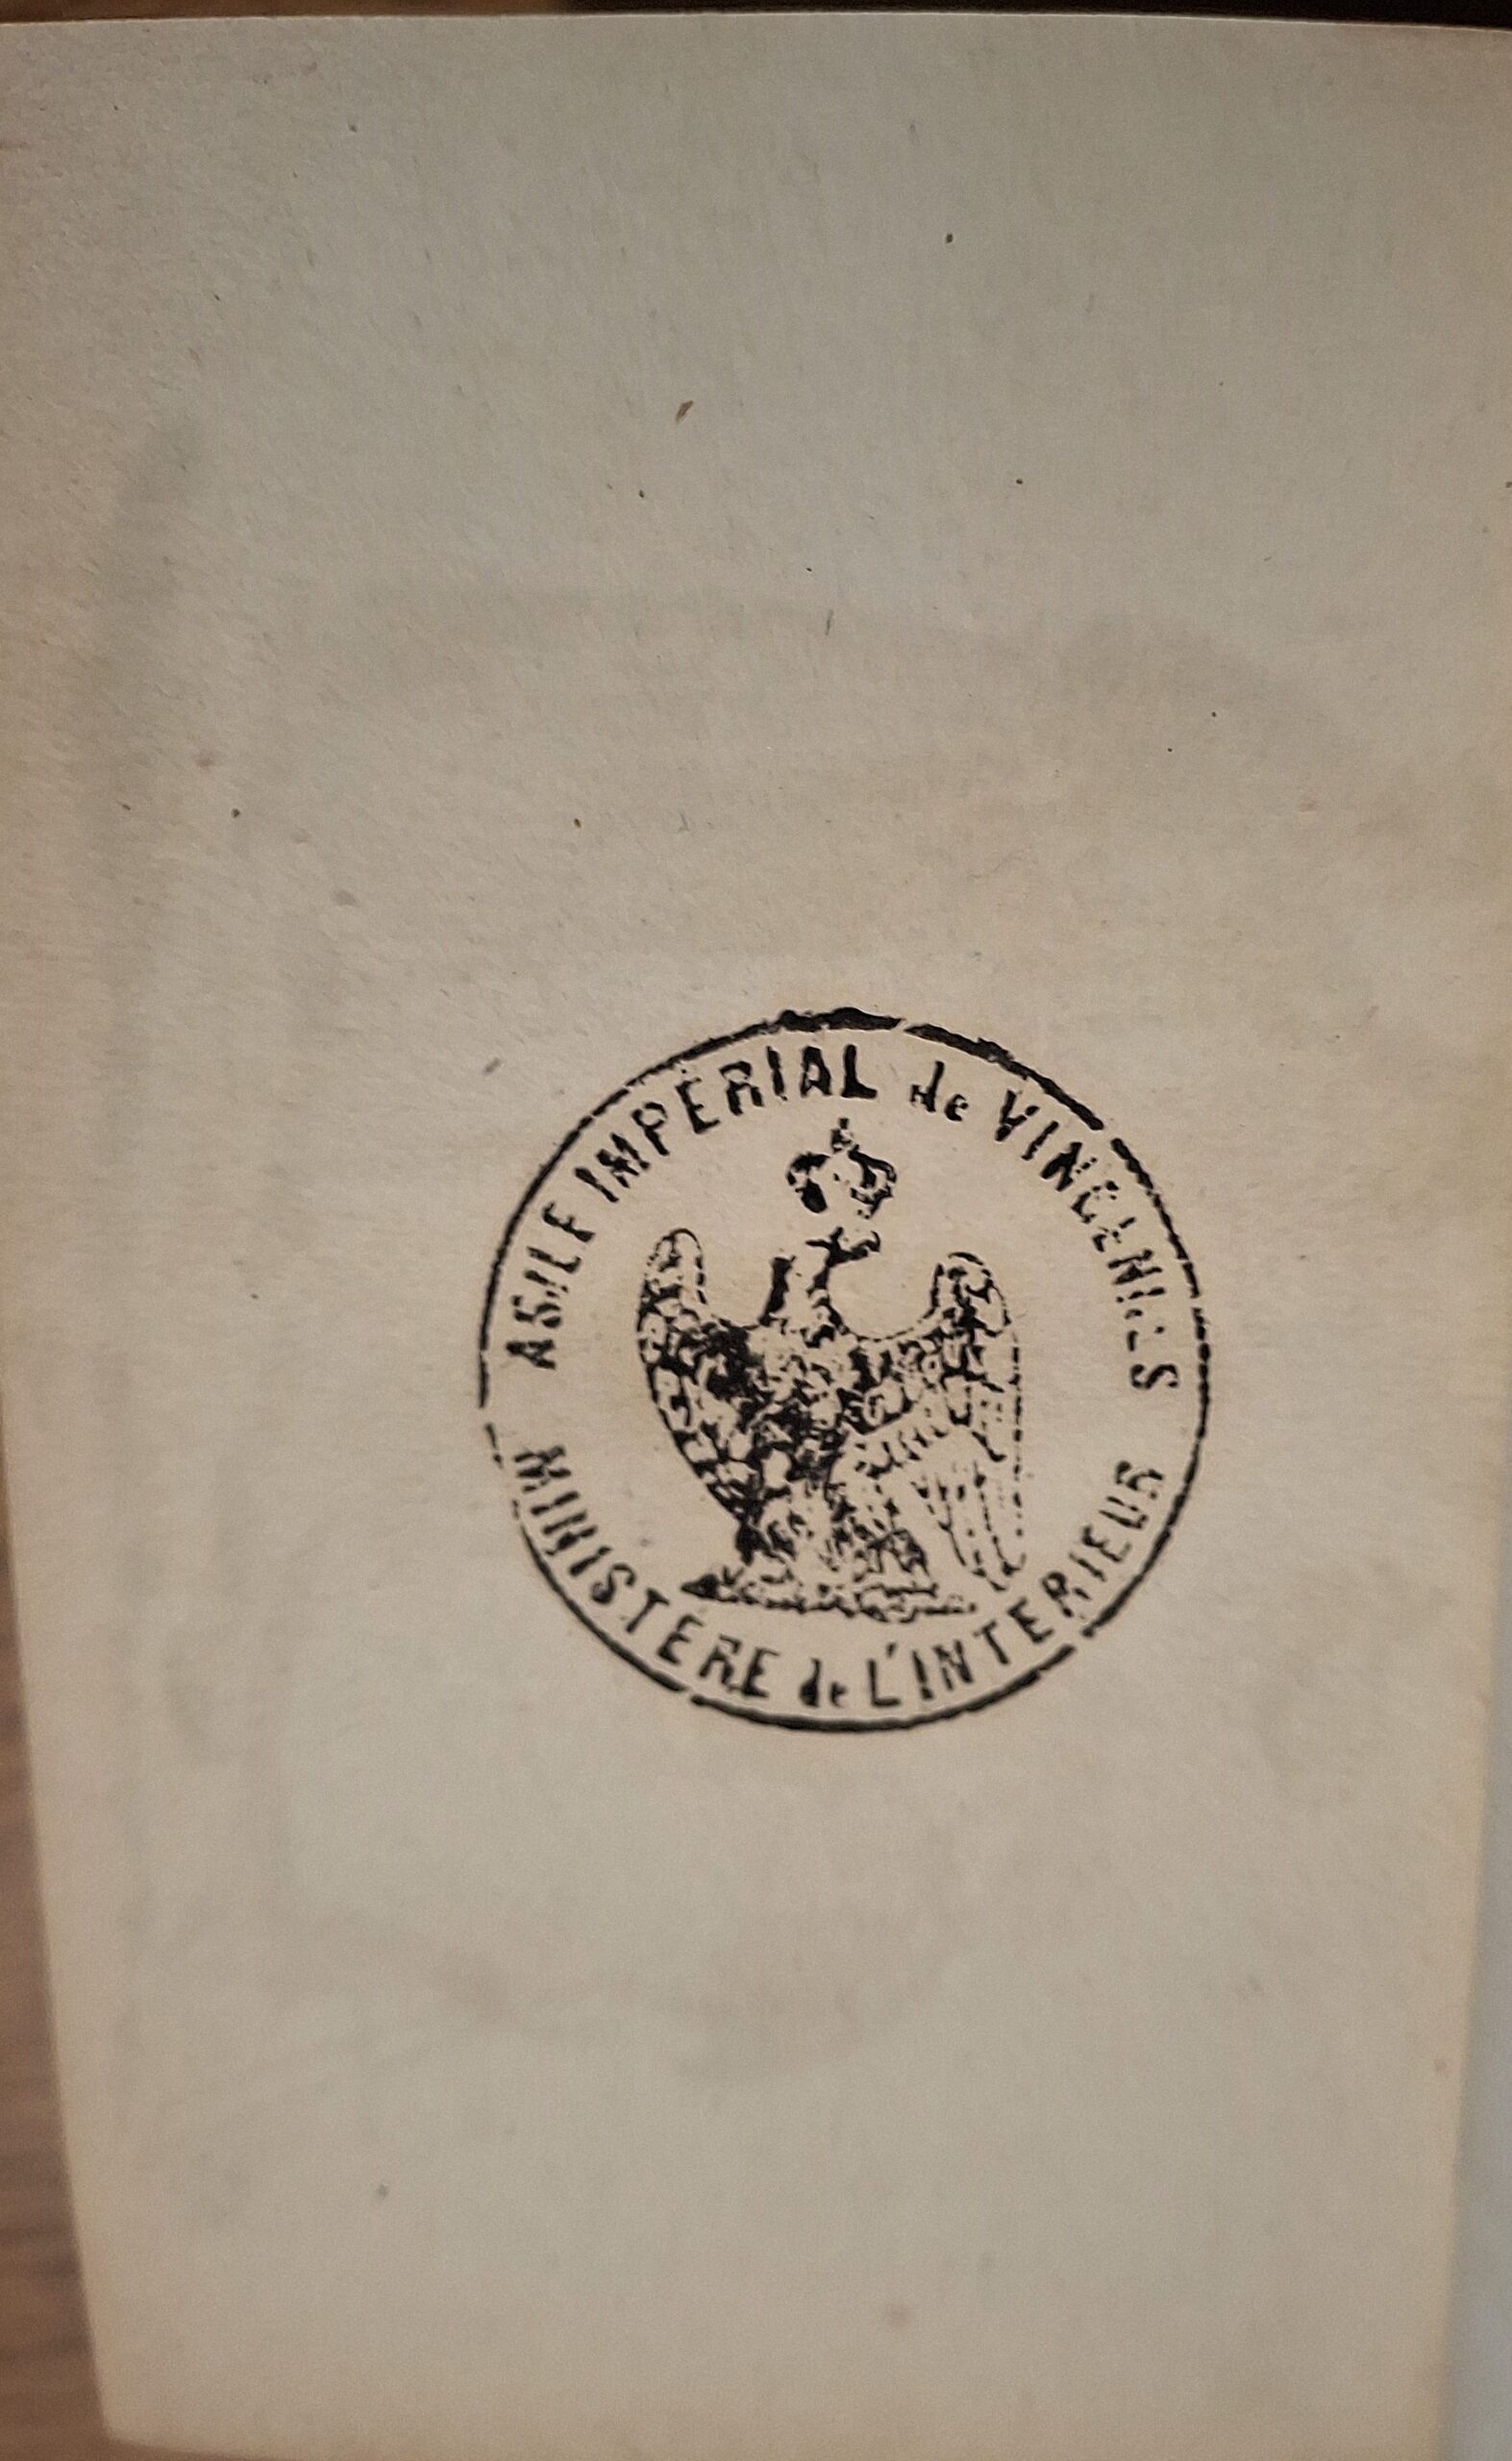 ASILE IMPÉRIAL de VINCENNES
MINISTÈRE de L'INTERIEUR